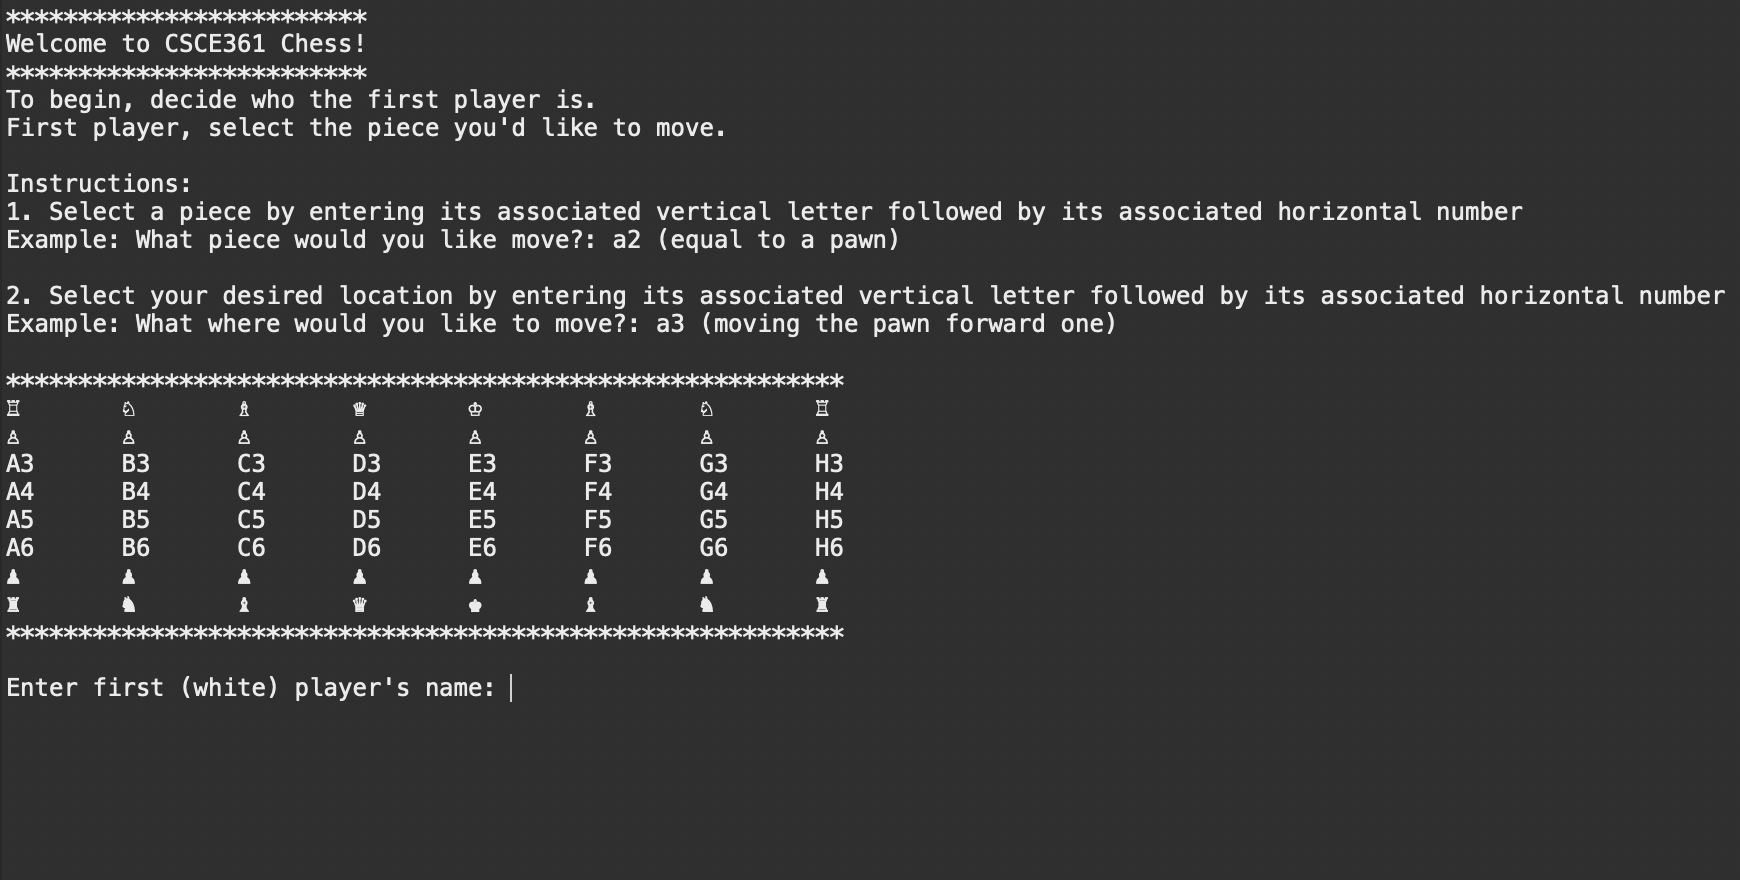 *************************
Welcome to CSCE361 Chess!
*************************
To begin, decide who the first player is.
First player, select the piece you'd like to move.

Instructions:
1. Select a piece by entering its associated vertical letter followed by its associated horizontal number
Example: What piece would you like move?: a2 (equal to a pawn)

2. Select your desired location by entering its associated vertical letter followed by its associated horizontal number
Example: What where would you like to move?: a3 (moving the pawn forward one)

**********************************************************
♖ ♘ ♗ ♛ ♔ ♗ ♘ ♖
♙ ♙ ♙ ♙ ♙ ♙ ♙ ♙
A3 B3 C3 D3 E3 F3 G3 H3
A4 B4 C4 D4 E4 F4 G4 H4
A5 B5 C5 D5 E5 F5 G5 H5
A6 B6 C6 D6 E6 F6 G6 H6
♟ ♟ ♟ ♟ ♟ ♟ ♟ ♟
♜ ♞ ♝ ♛ ♚ ♝ ♞ ♜
**********************************************************

Enter first (white) player's name: